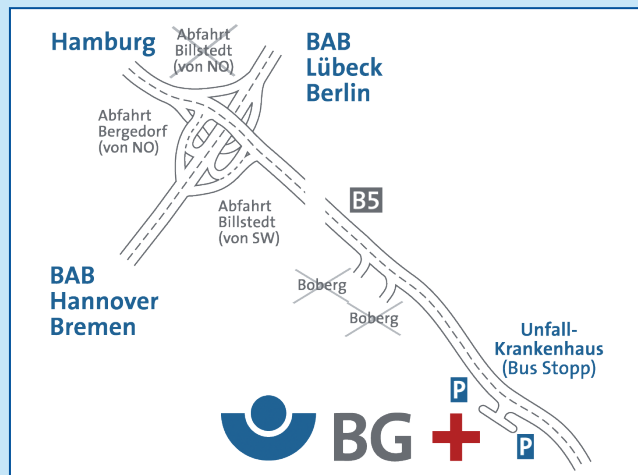 Hamburg
Abfahrt
Billstedt
(von NO)
BAB
Lübeck
Berlin
Abfahrt
Bergedorf
(von NO)
Abfahrt
Billstedt
(von SW)
B5
BAB
Hannover
Bremen
Boberg
Boberg
Unfall-
Krankenhaus
(Bus Stopp)
P
P
BG